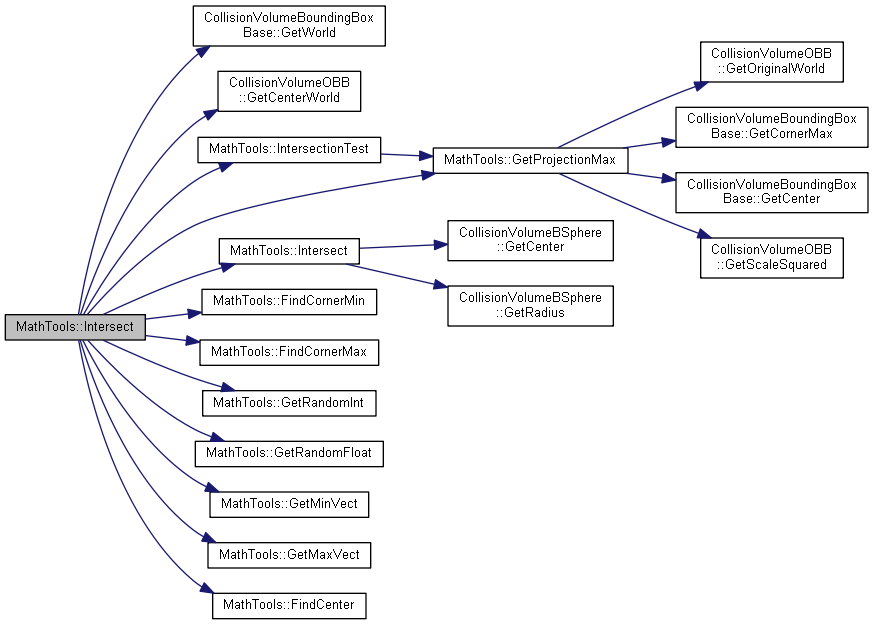 CollisionVolumeBoundingBox
Base::GetWorld
CollisionVolumeOBB
::GetCenterWorld
MathTools::IntersectionTest
MathTools::GetProjectionMax
CollisionVolumeOBB
::GetOriginalWorld
CollisionVolumeBoundingBox
Base::GetCornerMax
CollisionVolumeBoundingBox
Base::GetCenter
CollisionVolumeOBB
::GetScaleSquared
MathTools::Intersect
CollisionVolumeBSphere
::GetCenter
CollisionVolumeBSphere
::GetRadius
MathTools::Intersect
MathTools::FindCornerMin
MathTools::FindCornerMax
MathTools::GetRandomInt
MathTools::GetRandomFloat
MathTools::GetMinVect
MathTools::GetMaxVect
MathTools::FindCenter